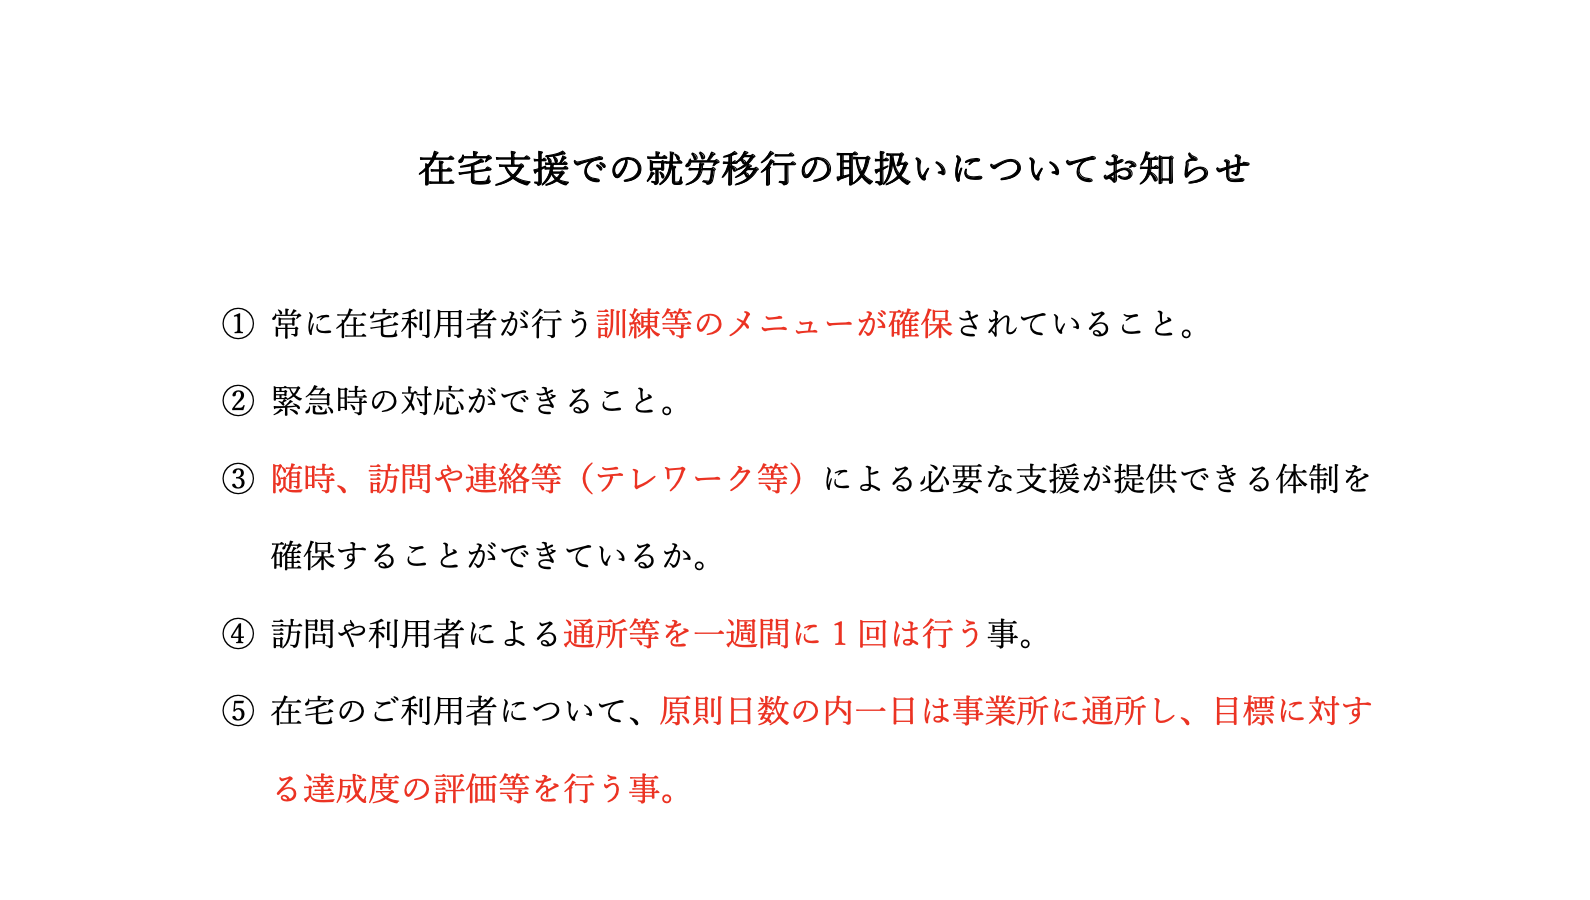 在宅支援での就労移行の取扱いについてお知らせ
① 常に在宅利用者が行う訓練等のメニューが確保されていること。
② 緊急時の対応ができること。
③ 随時、訪問や連絡等（テレワーク等）による必要な支援が提供できる体制を
確保することができているか。
④ 訪問や利用者による通所等を一週間に１回は行う事。
⑤ 在宅のご利用者について、原則日数の内一日は事業所に通所し、目標に対す
る達成度の評価等を行う事。